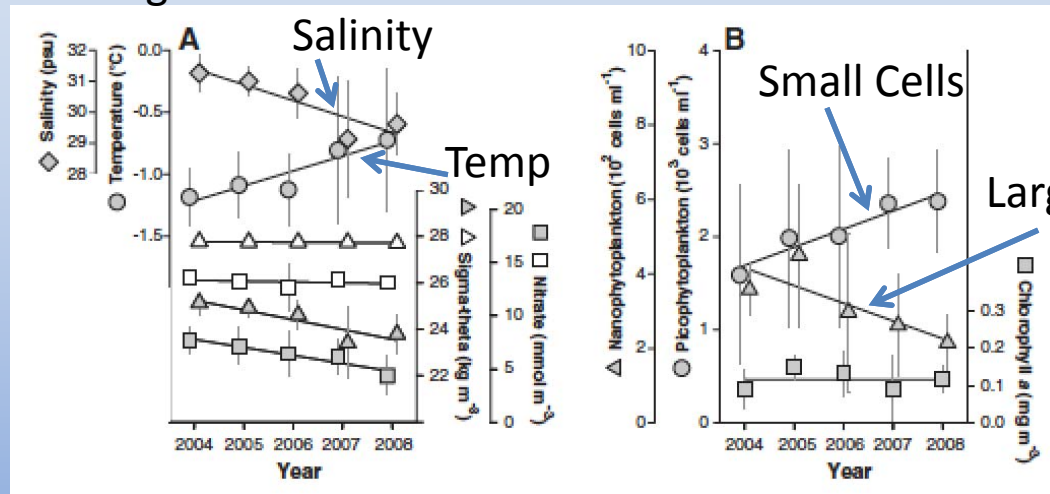 A
Salinity
Temp
Salinity (psu)
32
31
30
29
28
Temperature (°C)
0.0
-0.5
-1.0
-1.5
30
28
26
24
22
Sigma-theta (kg m⁻³)
20
15
10
5
0
Nitrate (mmol m⁻³)
2004 2005 2006 2007 2008
Year
B
Small Cells
Larg
Nanophytoplankton (10² cells ml⁻¹)
10
8
6
4
2
0
Picophytoplankton (10³ cells ml⁻¹)
4
3
2
1
0
0.3
0.2
0.1
0.0
Chlorophyll a (mg m⁻³)
2004 2005 2006 2007 2008
Year